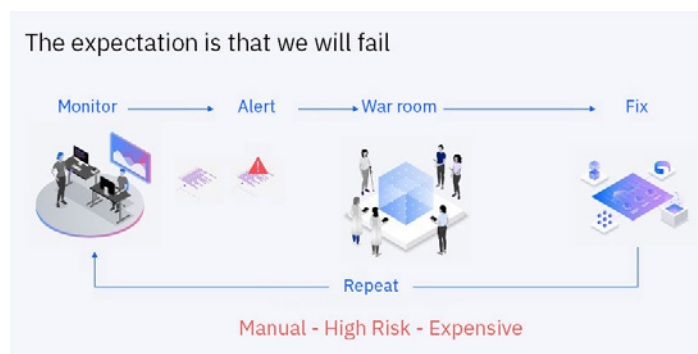 The expectation is that we will fail
Monitor Alert War room Fix
Repeat
Manual - High Risk - Expensive